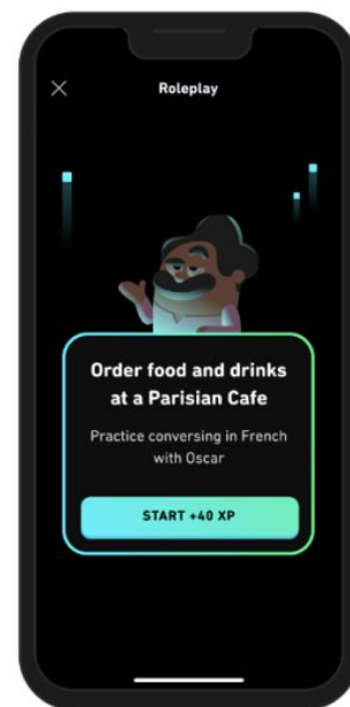 Roleplay
Order food and drinks
at a Parisian Cafe
Practice conversing in French
with Oscar
START +40 XP